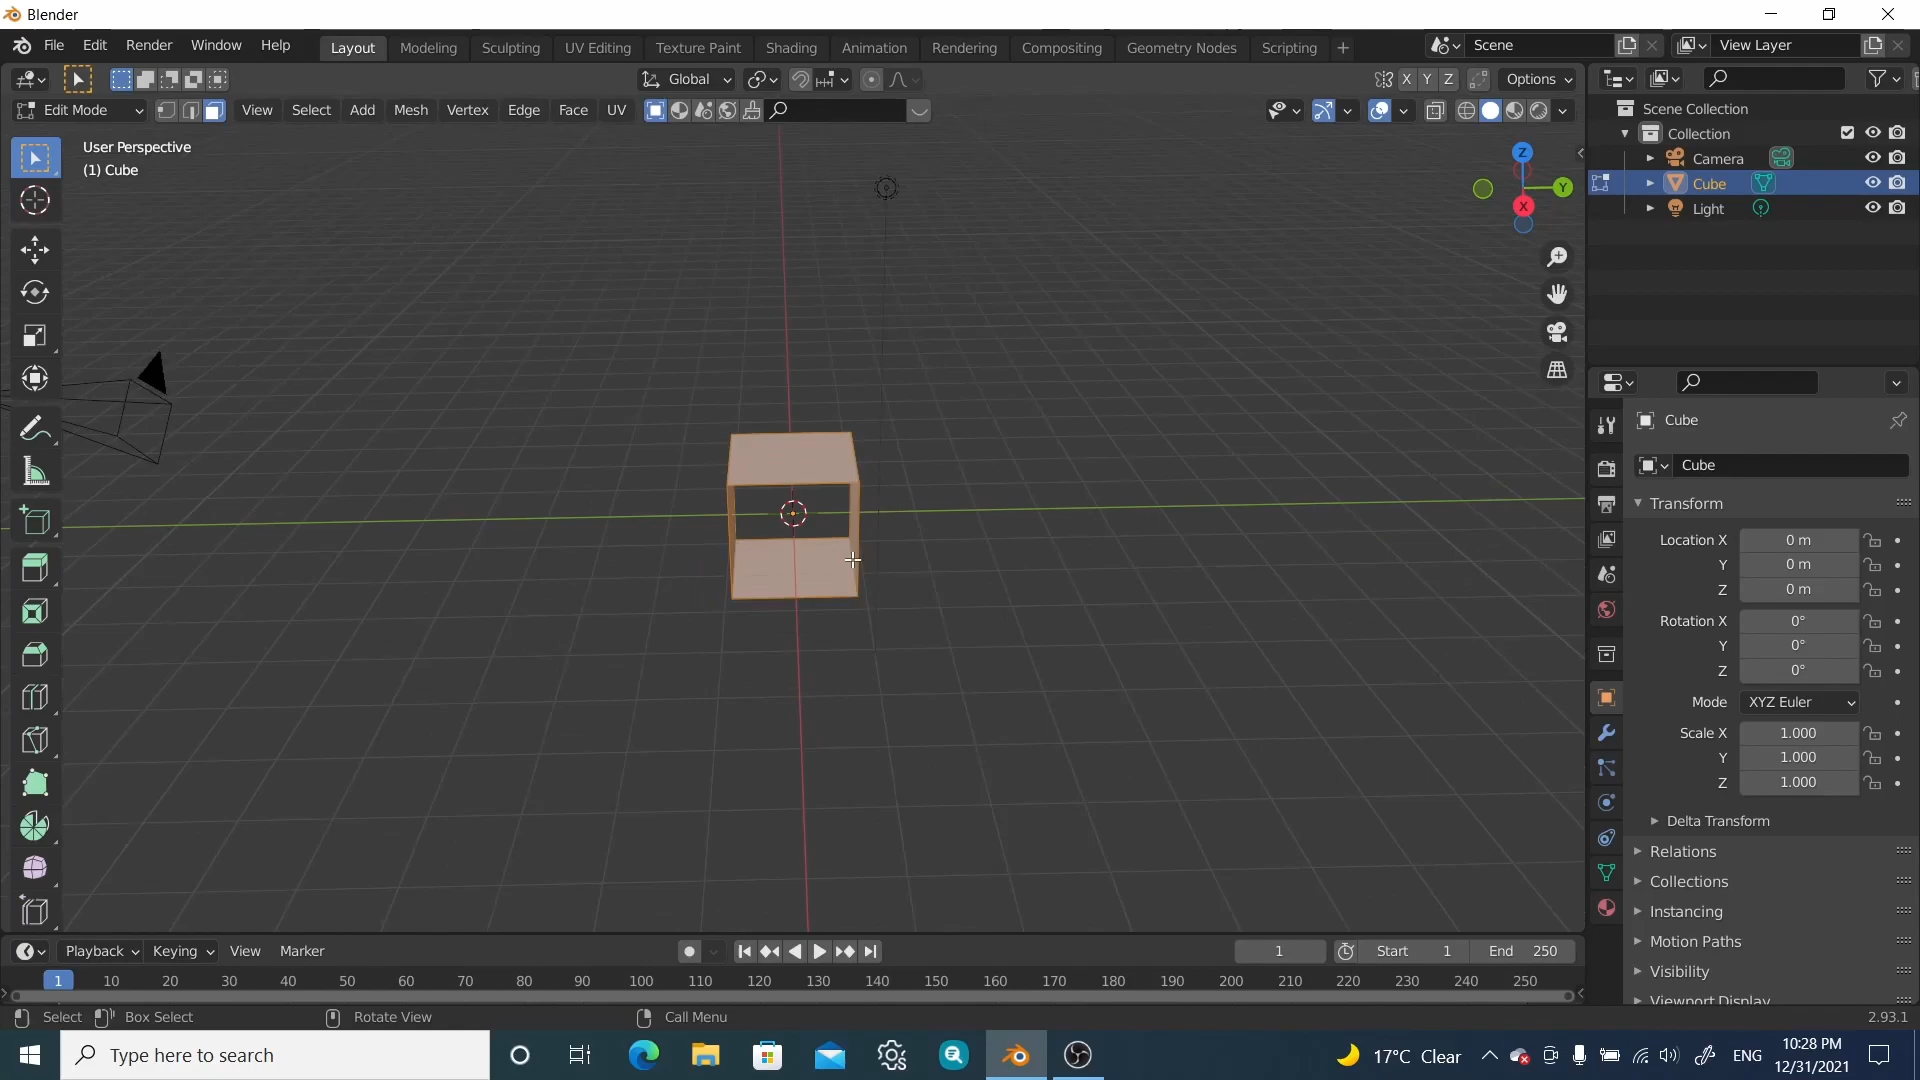 Blender
File Edit Render Window Help Layout Modeling Sculpting UV Editing Texture Paint Shading Animation Rendering Compositing Geometry Nodes Scripting + Scene View Layer
Global X Y Z Options
Edit Mode View Select Add Mesh Vertex Edge Face UV
User Perspective
(1) Cube
Z
Y
X
Scene Collection
Collection
Camera
Cube
Light
Cube
Cube
Transform
Location X 0 m
Y 0 m
Z 0 m
Rotation X 0°
Y 0°
Z 0°
Mode XYZ Euler
Scale X 1.000
Y 1.000
Z 1.000
Delta Transform
Relations
Collections
Instancing
Motion Paths
Visibility
Viewport Display
Playback Keying View Marker 1 Start 1 End 250
1 10 20 30 40 50 60 70 80 90 100 110 120 130 140 150 160 170 180 190 200 210 220 230 240 250
Select Box Select Rotate View Call Menu 2.93.1
Type here to search 17°C Clear ENG 10:28 PM
12/31/2021